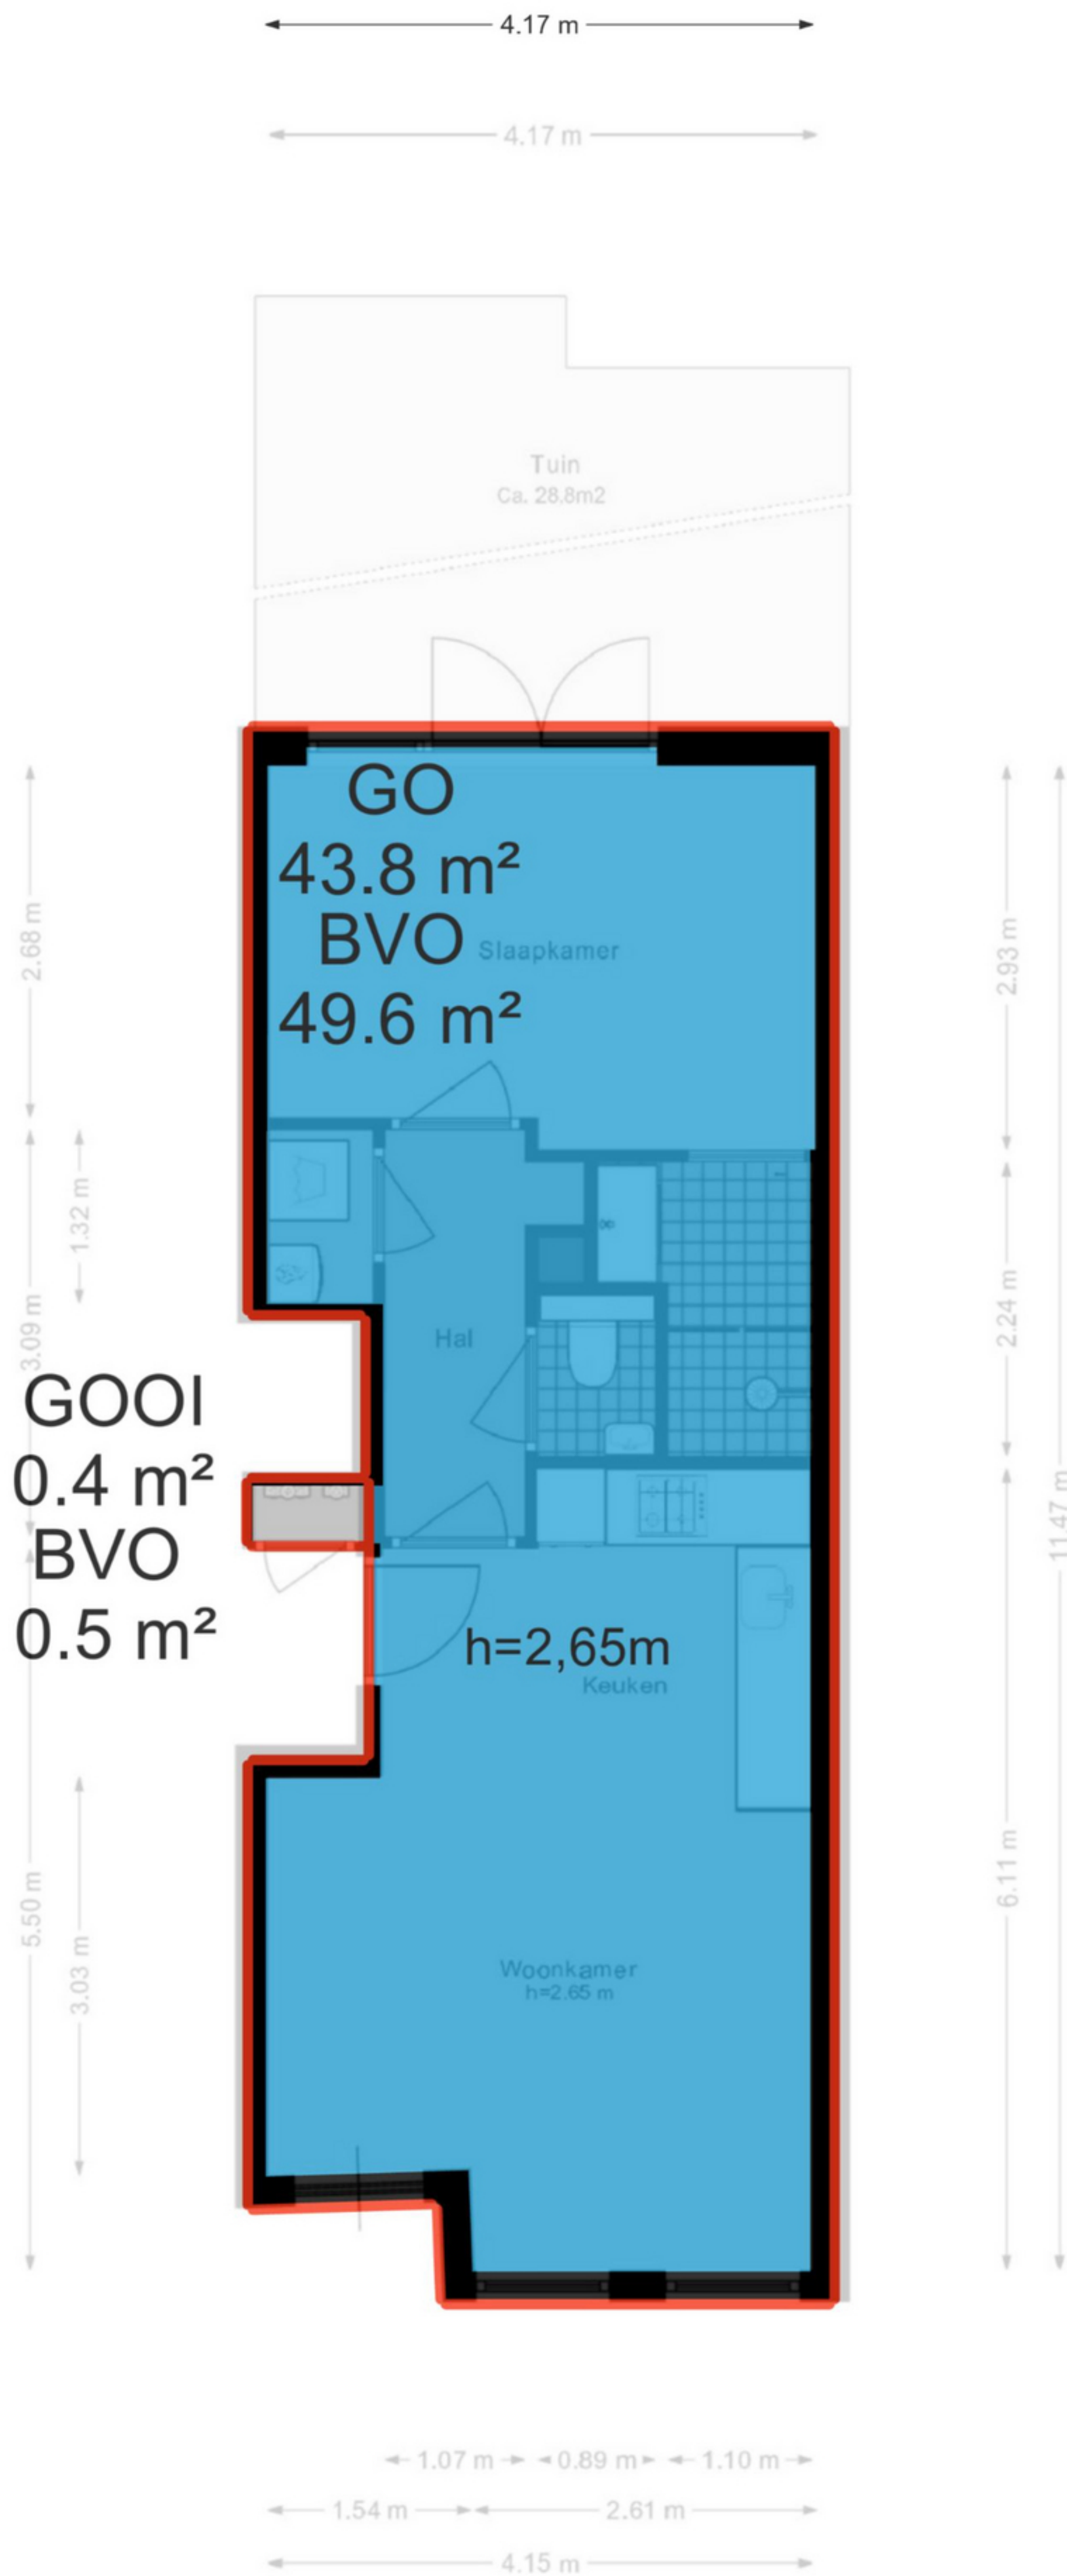 4.17 m
4.17 m
Tuin
Ca. 28.8m2
GO
43.8 m²
BVO
49.6 m²
Slaapkamer
2.68 m
2.93 m
1.32 m
3.09 m
2.24 m
Hal
GOOI
0.4 m²
BVO
0.5 m²
11.47 m
h=2,65m
Keuken
6.11 m
5.50 m
3.03 m
Woonkamer
h=2.65 m
1.07 m
0.89 m
1.10 m
1.54 m
2.61 m
4.15 m